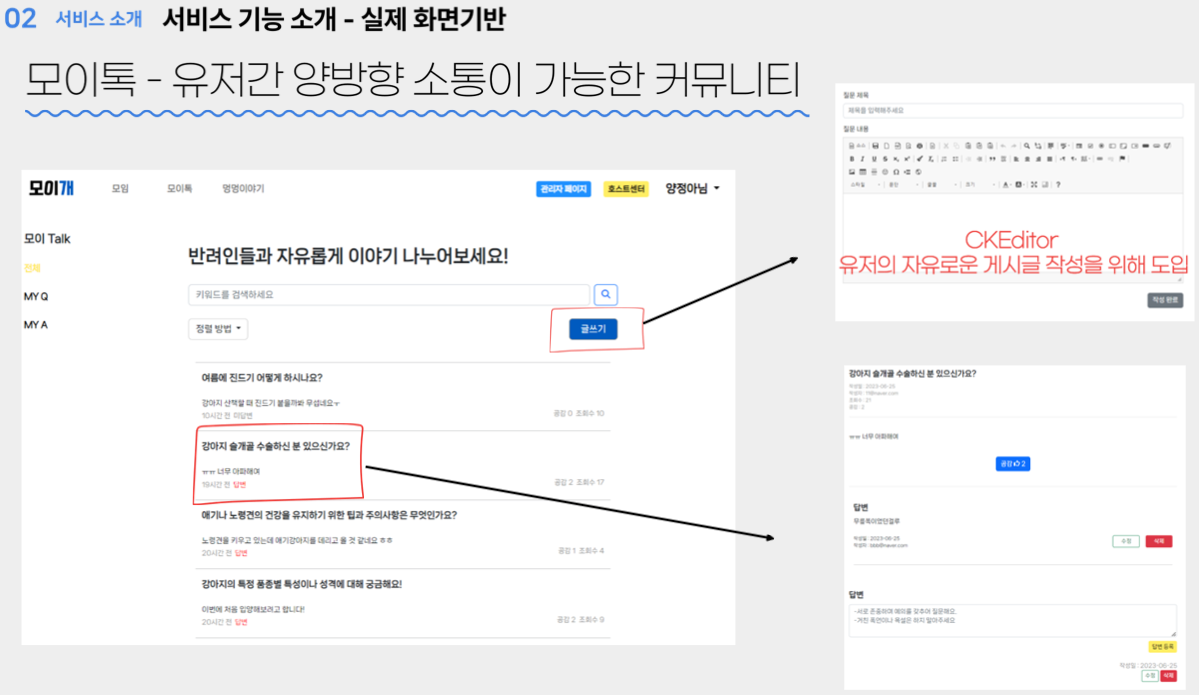 02 서비스 소개 서비스 기능 소개 - 실제 화면기반
모이톡 - 유저간 양방향 소통이 가능한 커뮤니티
모이개 모임 모이톡 멍멍이야기 관리자 페이지 호스트센터 양정아님
모이 Talk
전체
MY Q
MY A
반려인들과 자유롭게 이야기 나누어보세요!
키워드를 검색하세요
정렬 방법
글쓰기
여름에 진드기 어떻게 하시나요?
강아지 산책할 때 진드기 붙을까봐 무섭네요ㅜ
10시간 전 미답변
공감 0 조회수 10
강아지 슬개골 수술하신 분 있으신가요?
ㅠㅠ 너무 아파해여
19시간 전 답변
공감 2 조회수 17
애기나 노령견의 건강을 유지하기 위한 팁과 주의사항은 무엇인가요?
노령견을 키우고 있는데 애기강아지를 데리고 올 것 같네요 ㅎㅎ
20시간 전 답변
공감 1 조회수 4
강아지의 특정 품종별 특성이나 성격에 대해 궁금해요!
이번에 처음 입양해보려고 합니다!
20시간 전 답변
공감 2 조회수 9
질문 제목
제목을 입력해주세요
질문 내용
CKEditor
유저의 자유로운 게시글 작성을 위해 도입
작성 완료
강아지 슬개골 수술하신 분 있으신가요?
작성일 : 2023-06-25
조회수 : 21
공감 : 2
ㅠㅠ 너무 아파해여
공감 2
답변
작성일 : 2023-06-25
작성자 : bbb@naver.com
수정 삭제
답변
-서로 존중하며 예의를 갖추어 질문해요.
-거친 폭언이나 욕설은 하지 말아주세요
답변 등록
작성일 : 2023-06-25
수정 삭제